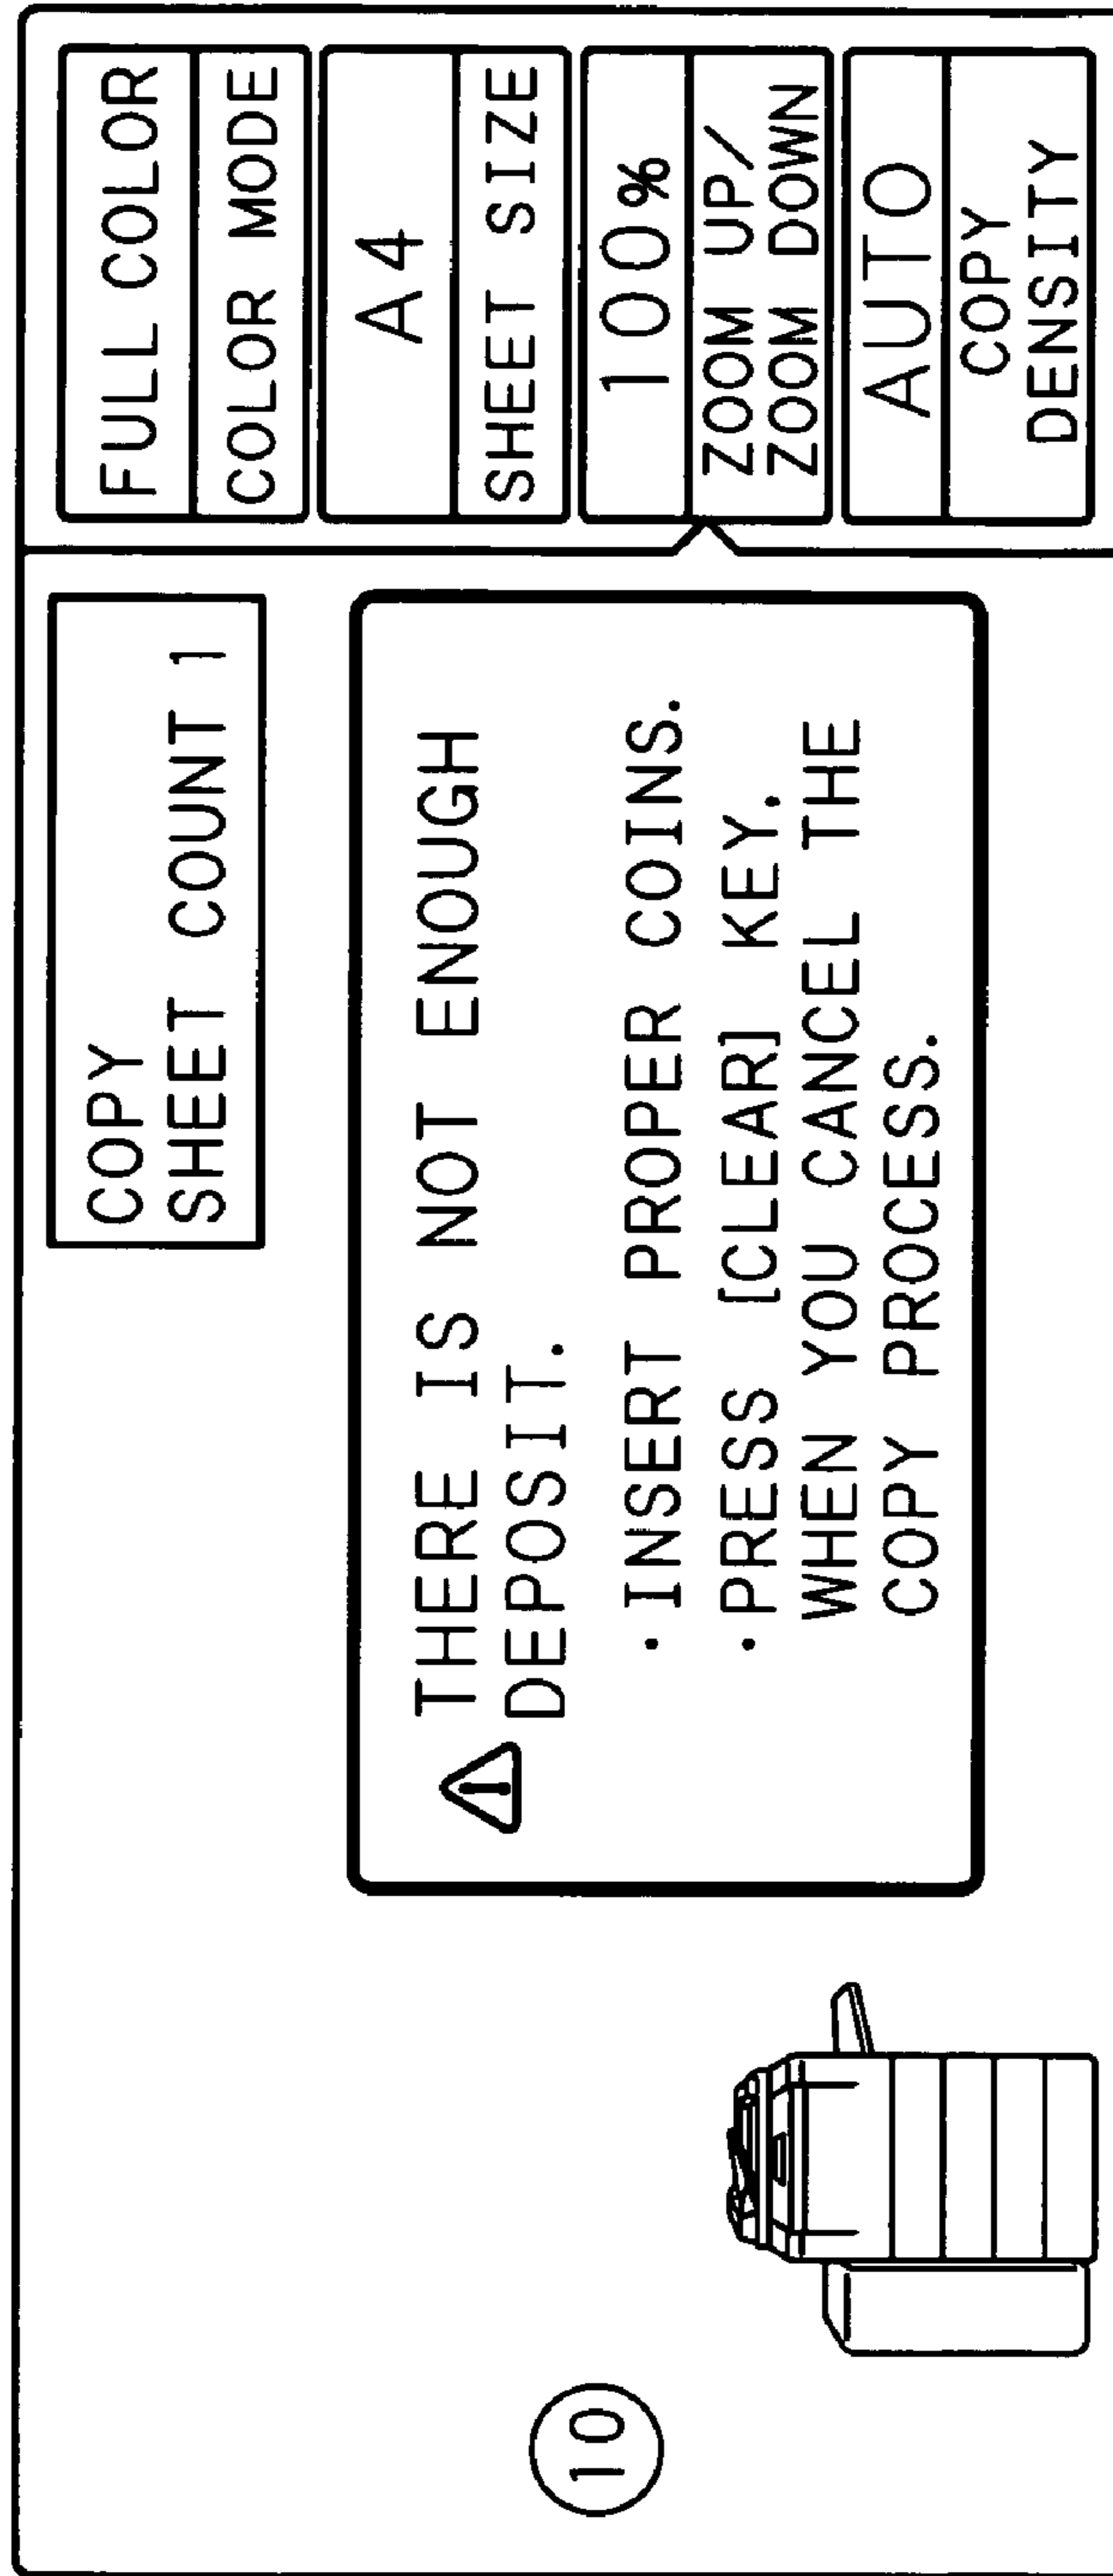 COPY
SHEET COUNT 1
⚠ THERE IS NOT ENOUGH
DEPOSIT.
· INSERT PROPER COINS.
· PRESS [CLEAR] KEY.
WHEN YOU CANCEL THE
COPY PROCESS.
10
FULL COLOR
COLOR MODE
A4
SHEET SIZE
100%
ZOOM UP/
ZOOM DOWN
AUTO
COPY
DENSITY